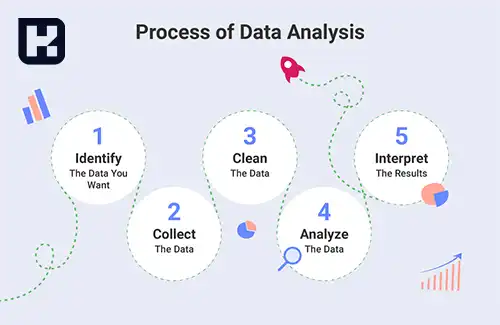 Process of Data Analysis
1
Identify
The Data You
Want
2
Collect
The Data
3
Clean
The Data
4
Analyze
The Data
5
Interpret
The Results